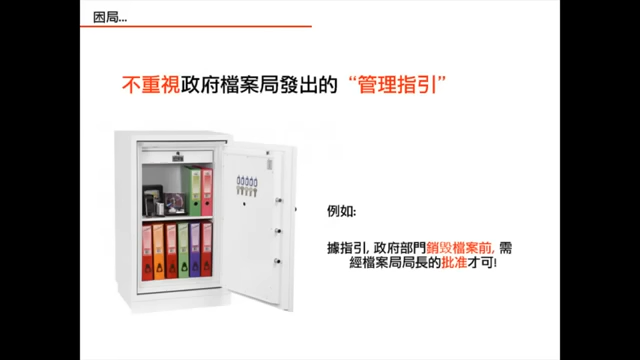 困局...
不重視政府檔案局發出的“管理指引”
例如:
據指引, 政府部門銷毀檔案前, 需
經檔案局局長的批准才可!